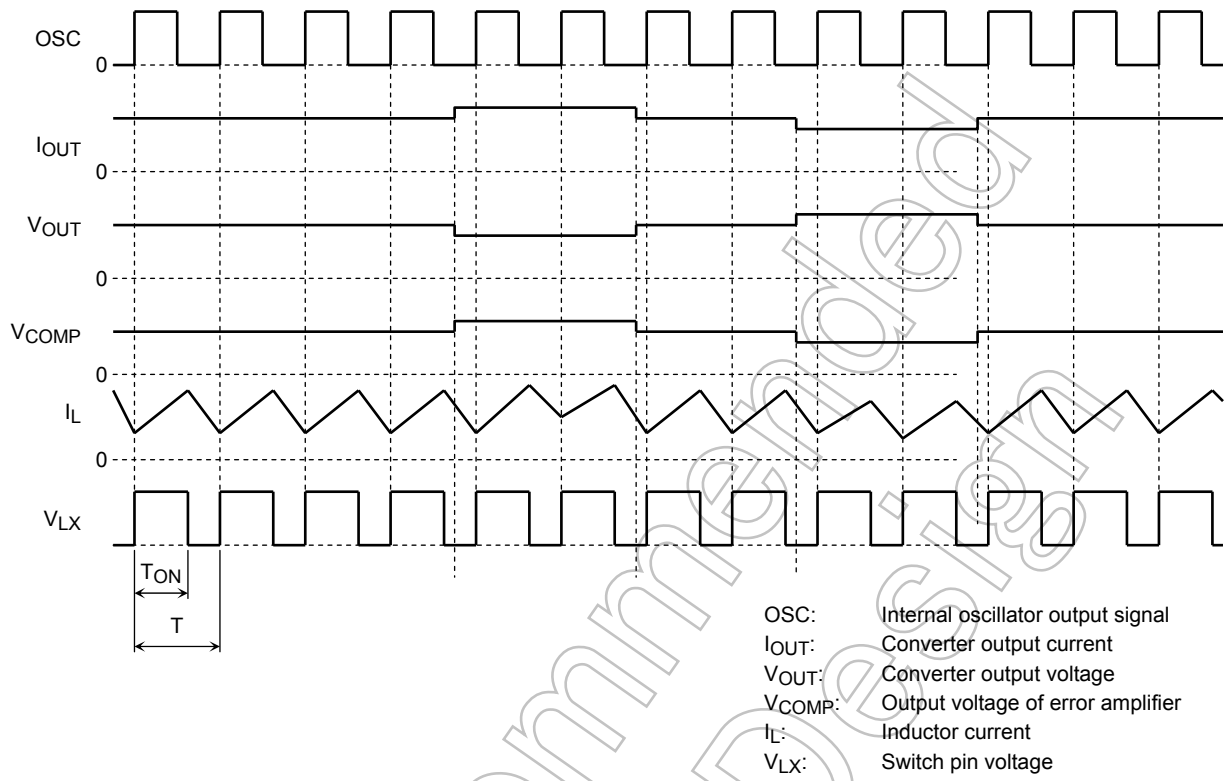 OSC
0
IOUT
0
VOUT
0
VCOMP
0
IL
0
VLX
TON
T
OSC: Internal oscillator output signal
IOUT: Converter output current
VOUT: Converter output voltage
VCOMP: Output voltage of error amplifier
IL: Inductor current
VLX: Switch pin voltage
ommended
Design